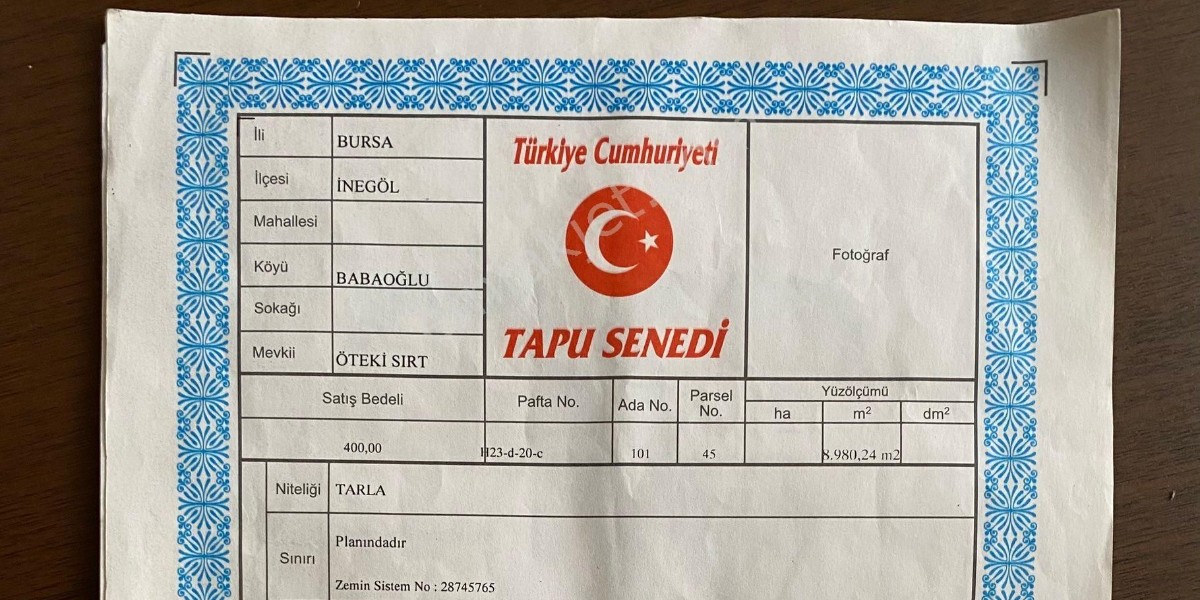 İli BURSA
İlçesi İNEGÖL
Mahallesi
Köyü BABAOĞLU
Sokağı
Mevkii ÖTEKİ SIRT
Türkiye Cumhuriyeti
TAPU SENEDİ
Fotoğraf
Satış Bedeli Pafta No. Ada No. Parsel No. Yüzölçümü
ha m² dm²
400,00 H23-d-20-c 101 45 8.980,24 m2
Niteliği TARLA
Sınırı Planındadır
Zemin Sistem No : 28745765